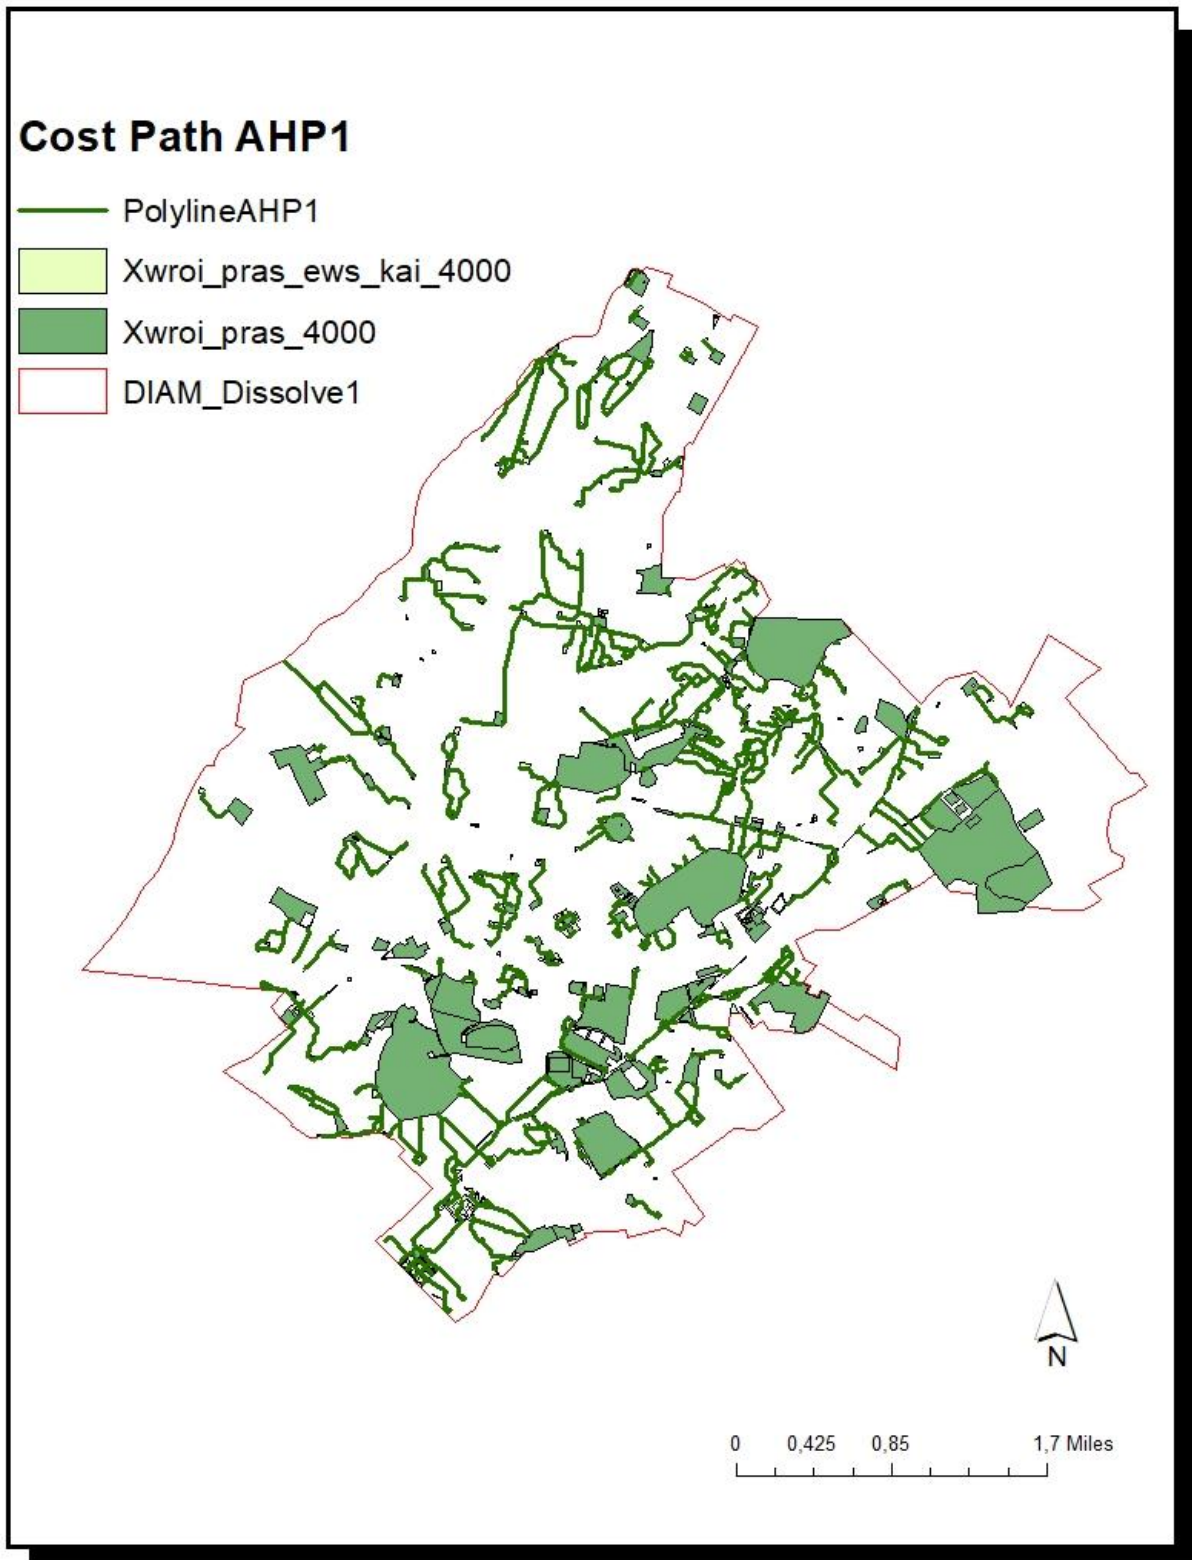 Cost Path AHP1
PolylineAHP1
Xwroi_pras_ews_kai_4000
Xwroi_pras_4000
DIAM_Dissolve1
N
0 0,425 0,85 1,7 Miles